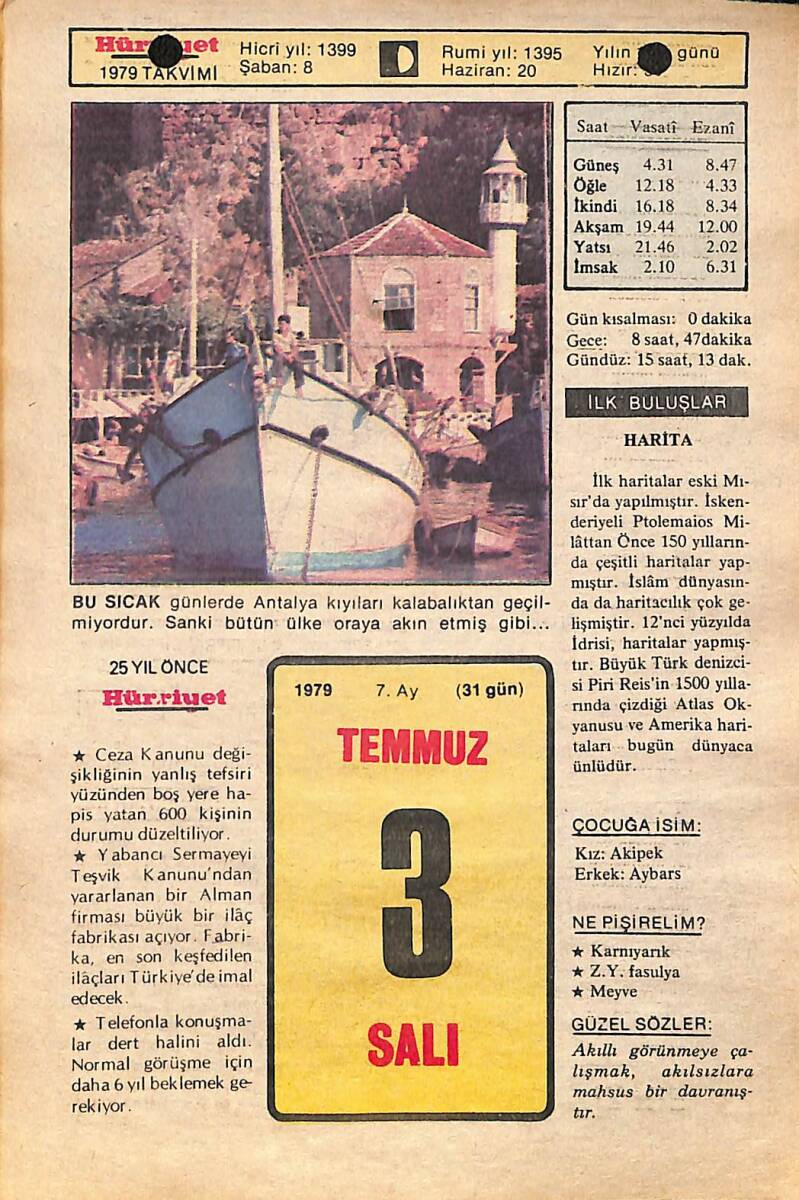 Hür et
1979 TAKVİMİ
Hicri yıl: 1399
Şaban: 8
Rumi yıl: 1395
Haziran: 20
Yılın günü
Hızır:
Saat Vasatî Ezanî
Güneş 4.31 8.47
Öğle 12.18 4.33
İkindi 16.18 8.34
Akşam 19.44 12.00
Yatsı 21.46 2.02
İmsak 2.10 6.31
Gün kısalması: 0 dakika
Gece: 8 saat, 47dakika
Gündüz: 15 saat, 13 dak.
İLK BULUŞLAR
HARİTA
İlk haritalar eski Mı-
sır'da yapılmıştır. İsken-
deriyeli Ptolemaios Mi-
lâttan Önce 150 yılların-
da çeşitli haritalar yap-
mıştır. İslâm dünyasın-
da da haritacılık çok ge-
lişmiştir. 12'nci yüzyılda
İdrisi, haritalar yapmış-
tır. Büyük Türk denizci-
si Piri Reis'in 1500 yılla-
rında çizdiği Atlas Ok-
yanusu ve Amerika hari-
taları bugün dünyaca
ünlüdür.
BU SICAK günlerde Antalya kıyıları kalabalıktan geçil-
miyordur. Sanki bütün ülke oraya akın etmiş gibi...
25 YIL ÖNCE
Hürriyet
★ Ceza Kanunu deği-
şikliğinin yanlış tefsiri
yüzünden boş yere ha-
pis yatan 600 kişinin
durumu düzeltiliyor.
★ Yabancı Sermayeyi
Teşvik Kanunu'ndan
yararlanan bir Alman
firması büyük bir ilâç
fabrikası açıyor. Fabri-
ka, en son keşfedilen
ilâçları Türkiye'de imal
edecek.
★ Telefonla konuşma-
lar dert halini aldı.
Normal görüşme için
daha 6 yıl beklemek ge-
rekiyor.
1979 7. Ay (31 gün)
TEMMUZ
3
SALI
ÇOCUĞA İSİM:
Kız: Akipek
Erkek: Aybars
NE PİŞİRELİM?
★ Karnıyarık
★ Z.Y. fasulya
★ Meyve
GÜZEL SÖZLER:
Akıllı görünmeye ça-
lışmak, akılsızlara
mahsus bir davranış-
tır.